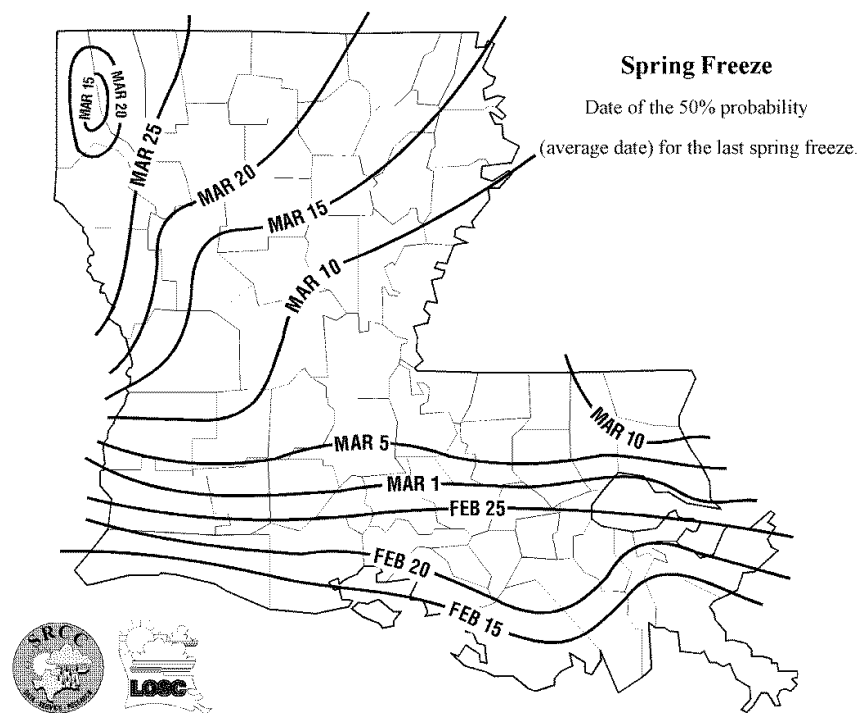 Spring Freeze
Date of the 50% probability
(average date) for the last spring freeze.
MAR 15
MAR 20
MAR 25
MAR 20
MAR 15
MAR 10
MAR 10
MAR 5
MAR 1
FEB 25
FEB 20
FEB 15
SRCC
LOSC